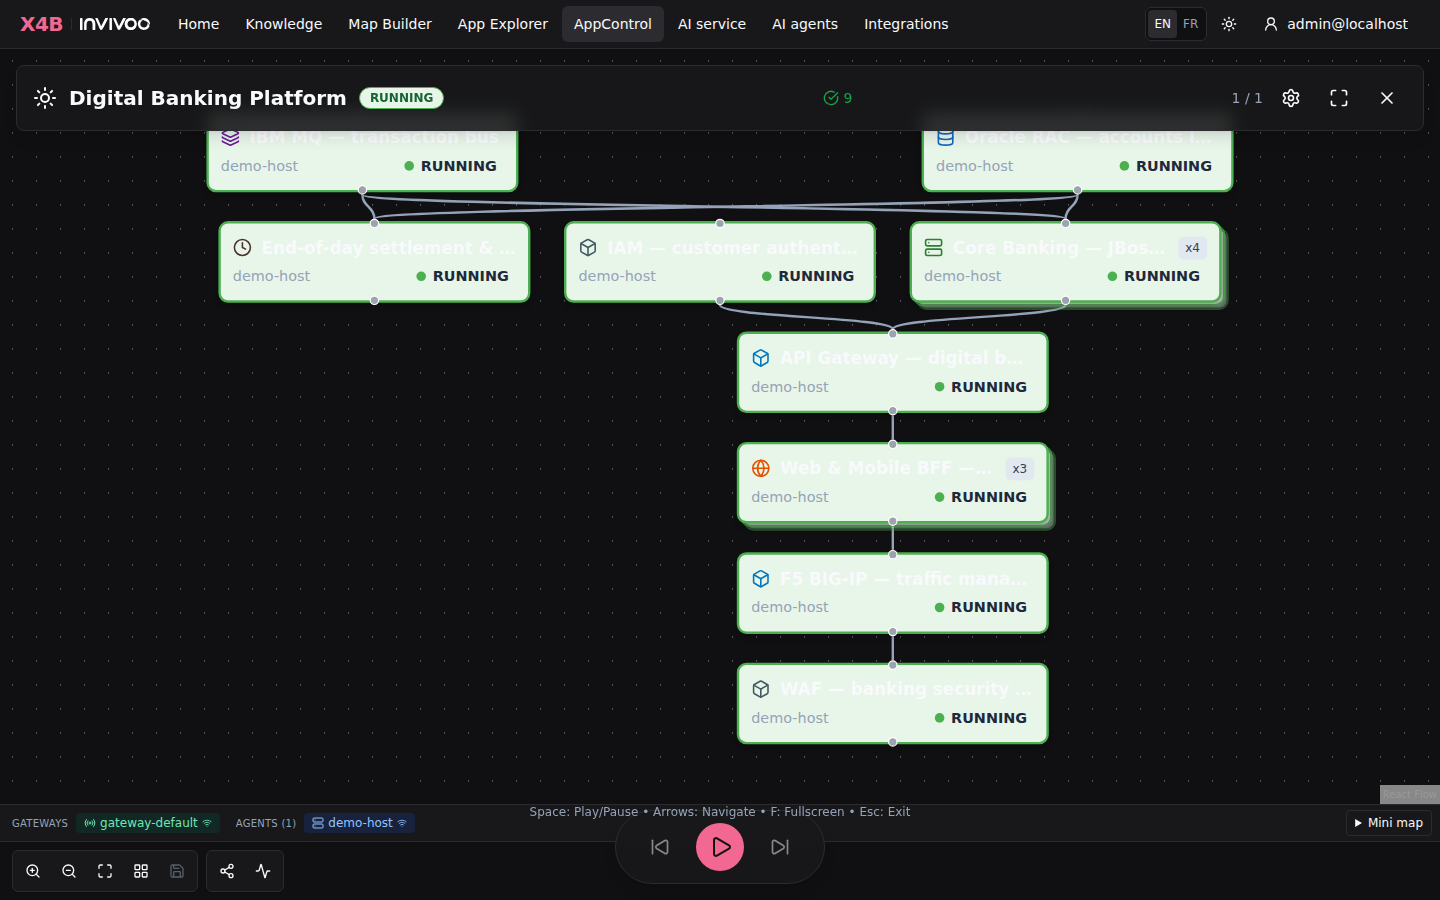 X4B INVIVOO Home Knowledge Map Builder App Explorer AppControl AI service AI agents Integrations EN FR admin@localhost
Digital Banking Platform RUNNING 9 1 / 1
IBM MQ — transaction bus
demo-host RUNNING
Oracle RAC — accounts l...
demo-host RUNNING
End-of-day settlement & ...
demo-host RUNNING
IAM — customer authent...
demo-host RUNNING
Core Banking — JBos... x4
demo-host RUNNING
API Gateway — digital b...
demo-host RUNNING
Web & Mobile BFF —... x3
demo-host RUNNING
F5 BIG-IP — traffic mana...
demo-host RUNNING
WAF — banking security ...
demo-host RUNNING
React Flow
Space: Play/Pause • Arrows: Navigate • F: Fullscreen • Esc: Exit
GATEWAYS gateway-default AGENTS (1) demo-host Mini map